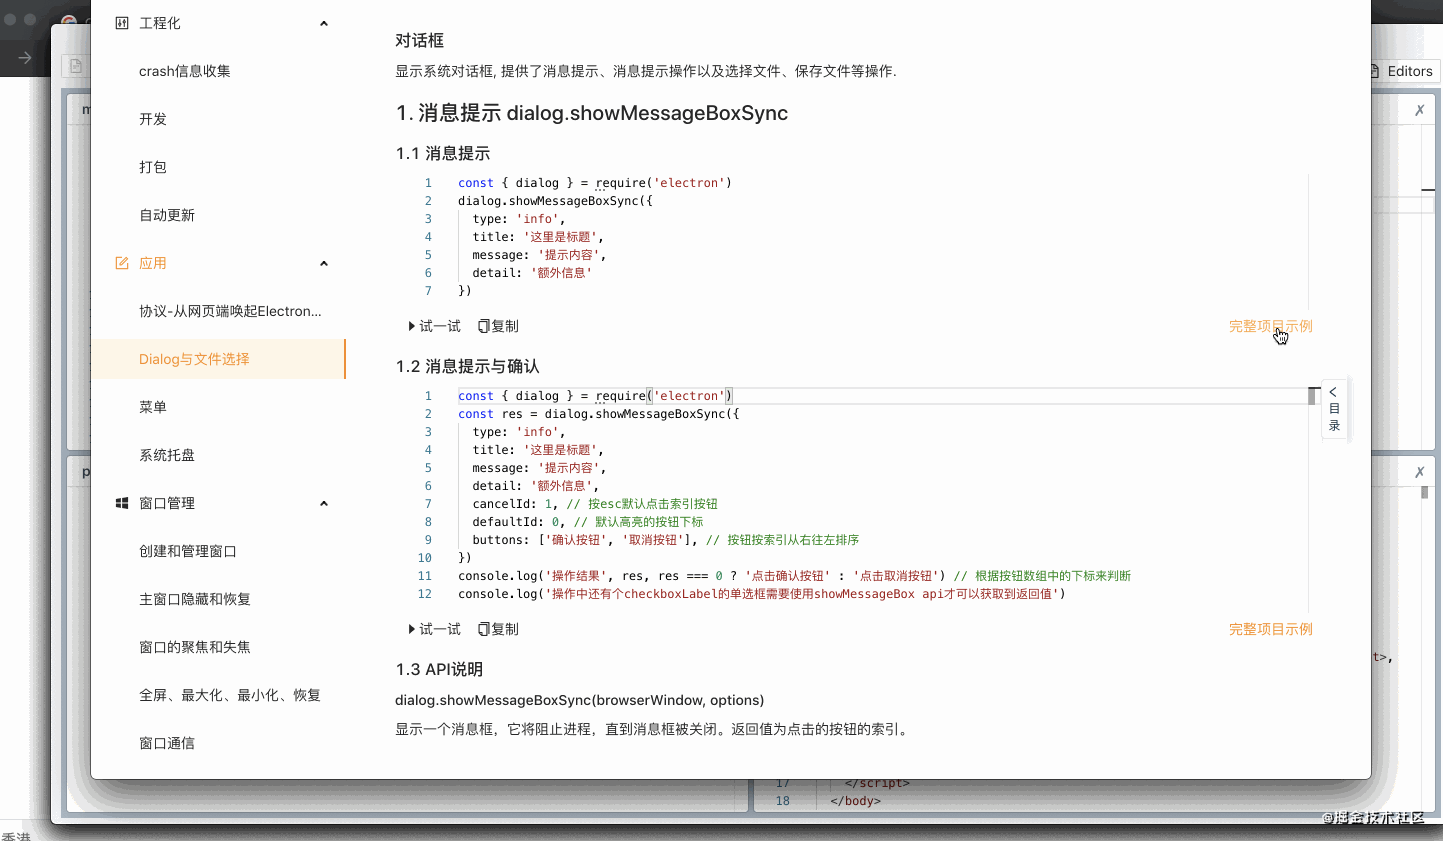 工程化
crash信息收集
开发
打包
自动更新
应用
协议-从网页端唤起Electron...
Dialog与文件选择
菜单
系统托盘
窗口管理
创建和管理窗口
主窗口隐藏和恢复
窗口的聚焦和失焦
全屏、最大化、最小化、恢复
窗口通信
对话框
显示系统对话框, 提供了消息提示、消息提示操作以及选择文件、保存文件等操作.
1. 消息提示 dialog.showMessageBoxSync
1.1 消息提示
1 const { dialog } = require('electron')
2 dialog.showMessageBoxSync({
3 type: 'info',
4 title: '这里是标题',
5 message: '提示内容',
6 detail: '额外信息'
7 })
试一试 复制 完整项目示例
1.2 消息提示与确认
1 const { dialog } = require('electron')
2 const res = dialog.showMessageBoxSync({
3 type: 'info',
4 title: '这里是标题',
5 message: '提示内容',
6 detail: '额外信息',
7 cancelId: 1, // 按esc默认点击索引按钮
8 defaultId: 0, // 默认高亮的按钮下标
9 buttons: ['确认按钮', '取消按钮'], // 按钮按索引从右往左排序
10 })
11 console.log('操作结果', res, res === 0 ? '点击确认按钮' : '点击取消按钮') // 根据按钮数组中的下标来判断
12 console.log('操作中还有个checkboxLabel的单选框需要使用showMessageBox api才可以获取到返回值')
试一试 复制 完整项目示例
1.3 API说明
dialog.showMessageBoxSync(browserWindow, options)
显示一个消息框，它将阻止进程，直到消息框被关闭。返回值为点击的按钮的索引。
目录
Editors
t>,
17 </script>
18 </body>
香港
@掘金技术社区